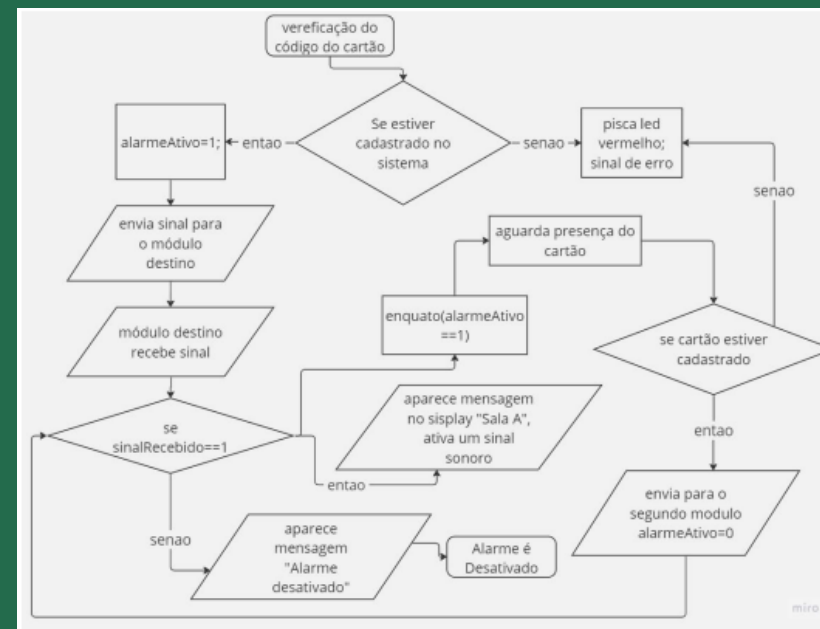 vereficação do
código do cartão
Se estiver
cadastrado no
sistema
entao
alarmeAtivo=1;
senao
pisca led
vermelho;
sinal de erro
senao
envia sinal para
o módulo
destino
aguarda presença do
cartão
módulo destino
recebe sinal
enquato(alarmeAtivo
==1)
se cartão estiver
cadastrado
se
sinalRecebido==1
aparece mensagem
no sisplay "Sala A",
ativa um sinal
sonoro
entao
entao
envia para o
segundo modulo
alarmeAtivo=0
senao
aparece
mensagem
"Alarme
desativado"
Alarme é
Desativado
miro